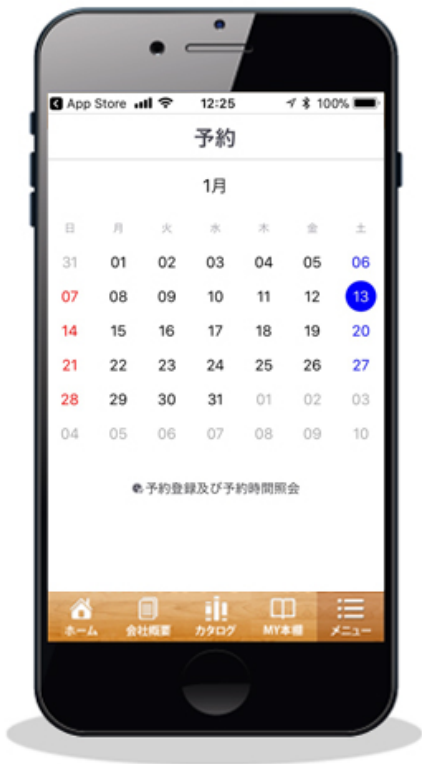 App Store 12:25 100%
予約
1月
日 月 火 水 木 金 土
31 01 02 03 04 05 06
07 08 09 10 11 12 13
14 15 16 17 18 19 20
21 22 23 24 25 26 27
28 29 30 31 01 02 03
04 05 06 07 08 09 10
予約登録及び予約時間照会
ホーム 会社概要 カタログ MY本棚 メニュー